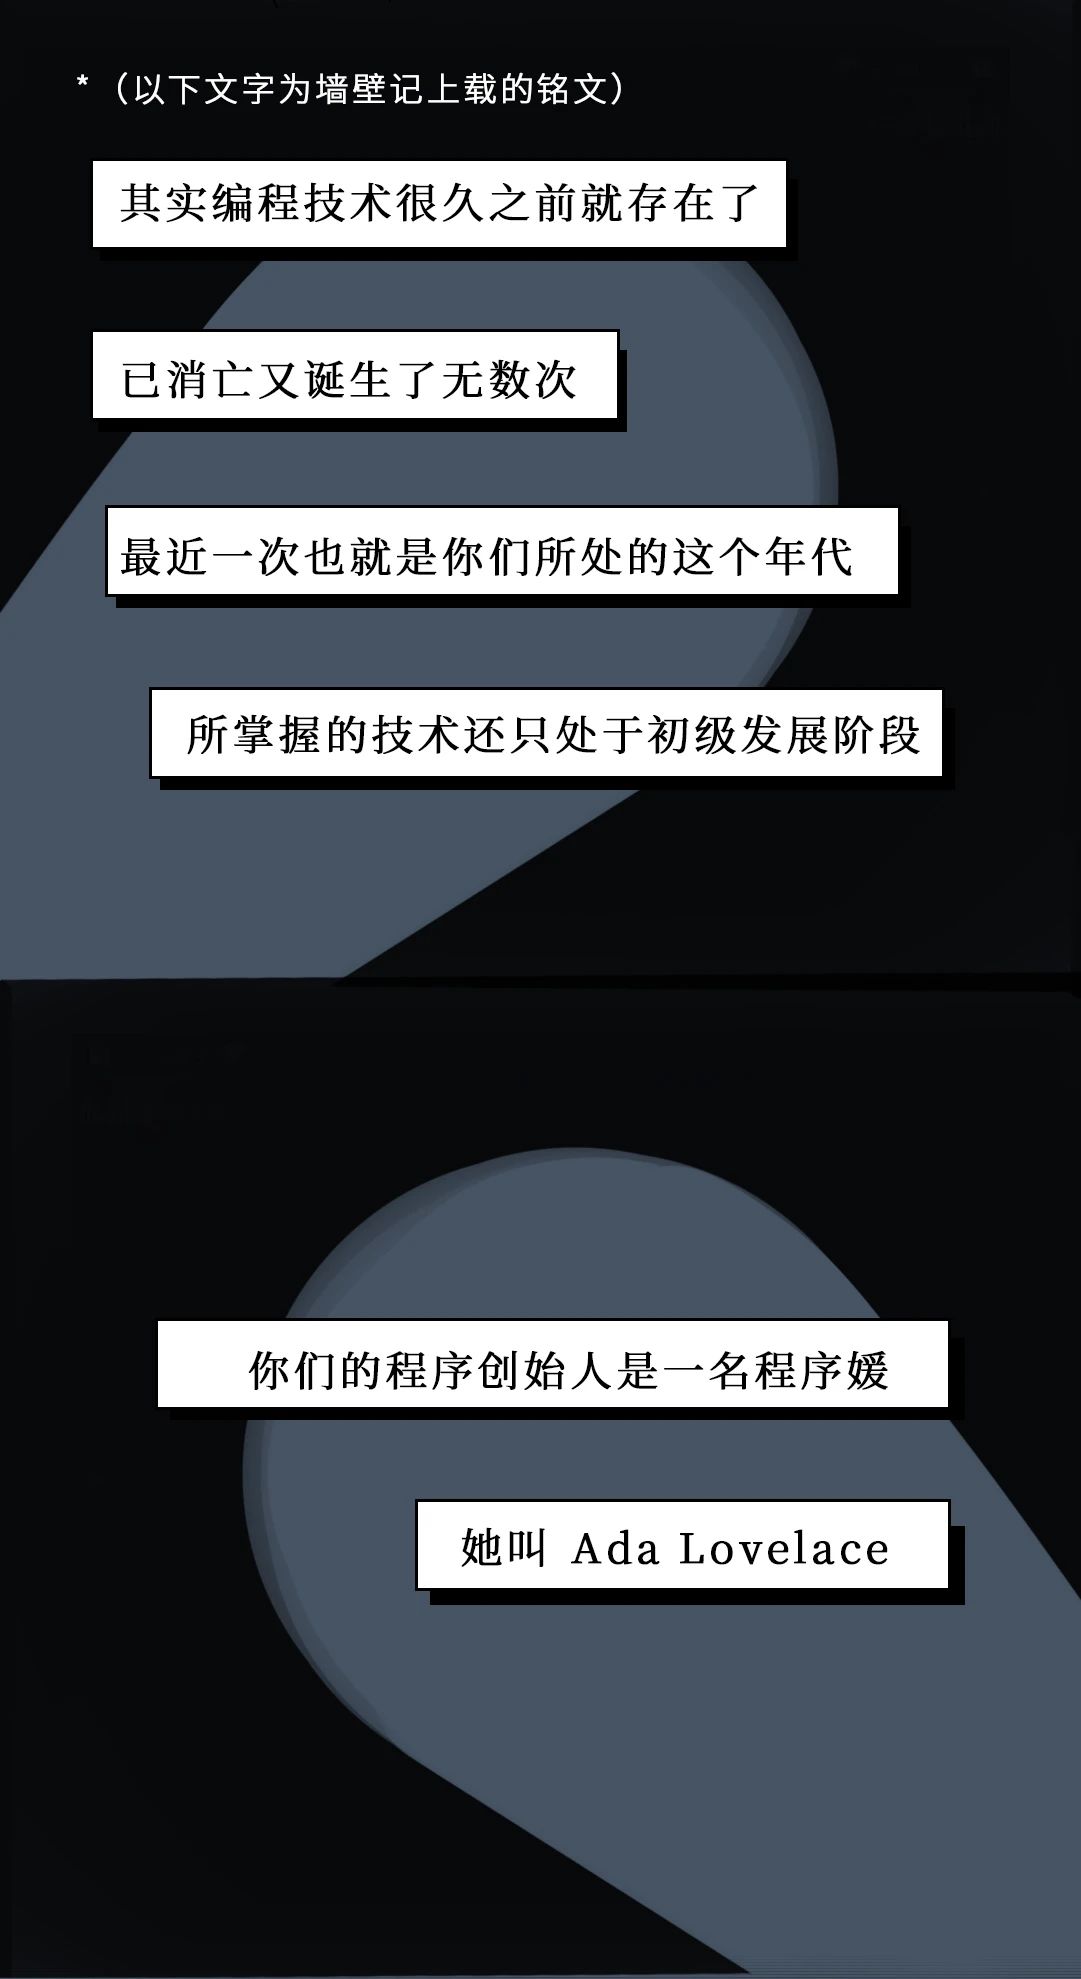 *（以下文字为墙壁记上载的铭文）
其实编程技术很久之前就存在了
已消亡又诞生了无数次
最近一次也就是你们所处的这个年代
所掌握的技术还只处于初级发展阶段
你们的程序创始人是一名程序媛
她叫 Ada Lovelace